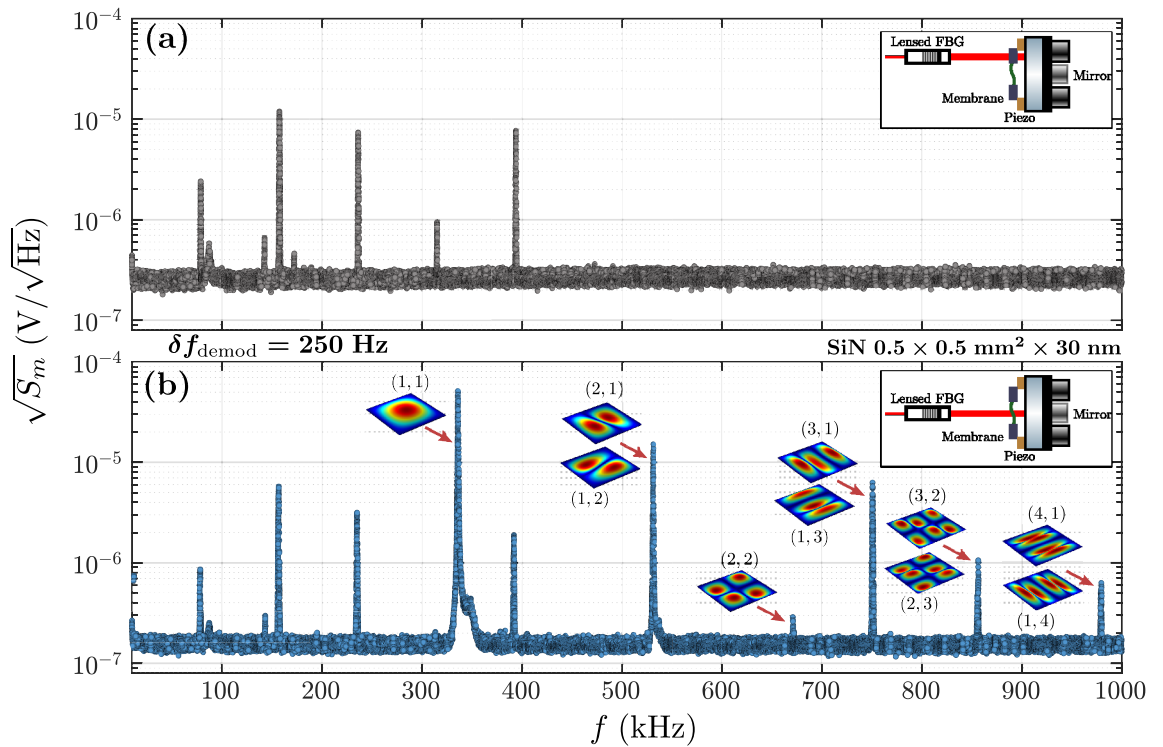 (a)
Lensed FBG
Mirror
Membrane
Piezo
10⁻⁴
10⁻⁵
10⁻⁶
10⁻⁷
δf_demod = 250 Hz
SiN 0.5 × 0.5 mm² × 30 nm
√S_m (V/√Hz)
(b)
(1, 1)
(2, 1)
(1, 2)
(2, 2)
(3, 1)
(1, 3)
(3, 2)
(2, 3)
(4, 1)
(1, 4)
Lensed FBG
Mirror
Membrane
Piezo
10⁻⁴
10⁻⁵
10⁻⁶
10⁻⁷
100 200 300 400 500 600 700 800 900 1000
f (kHz)